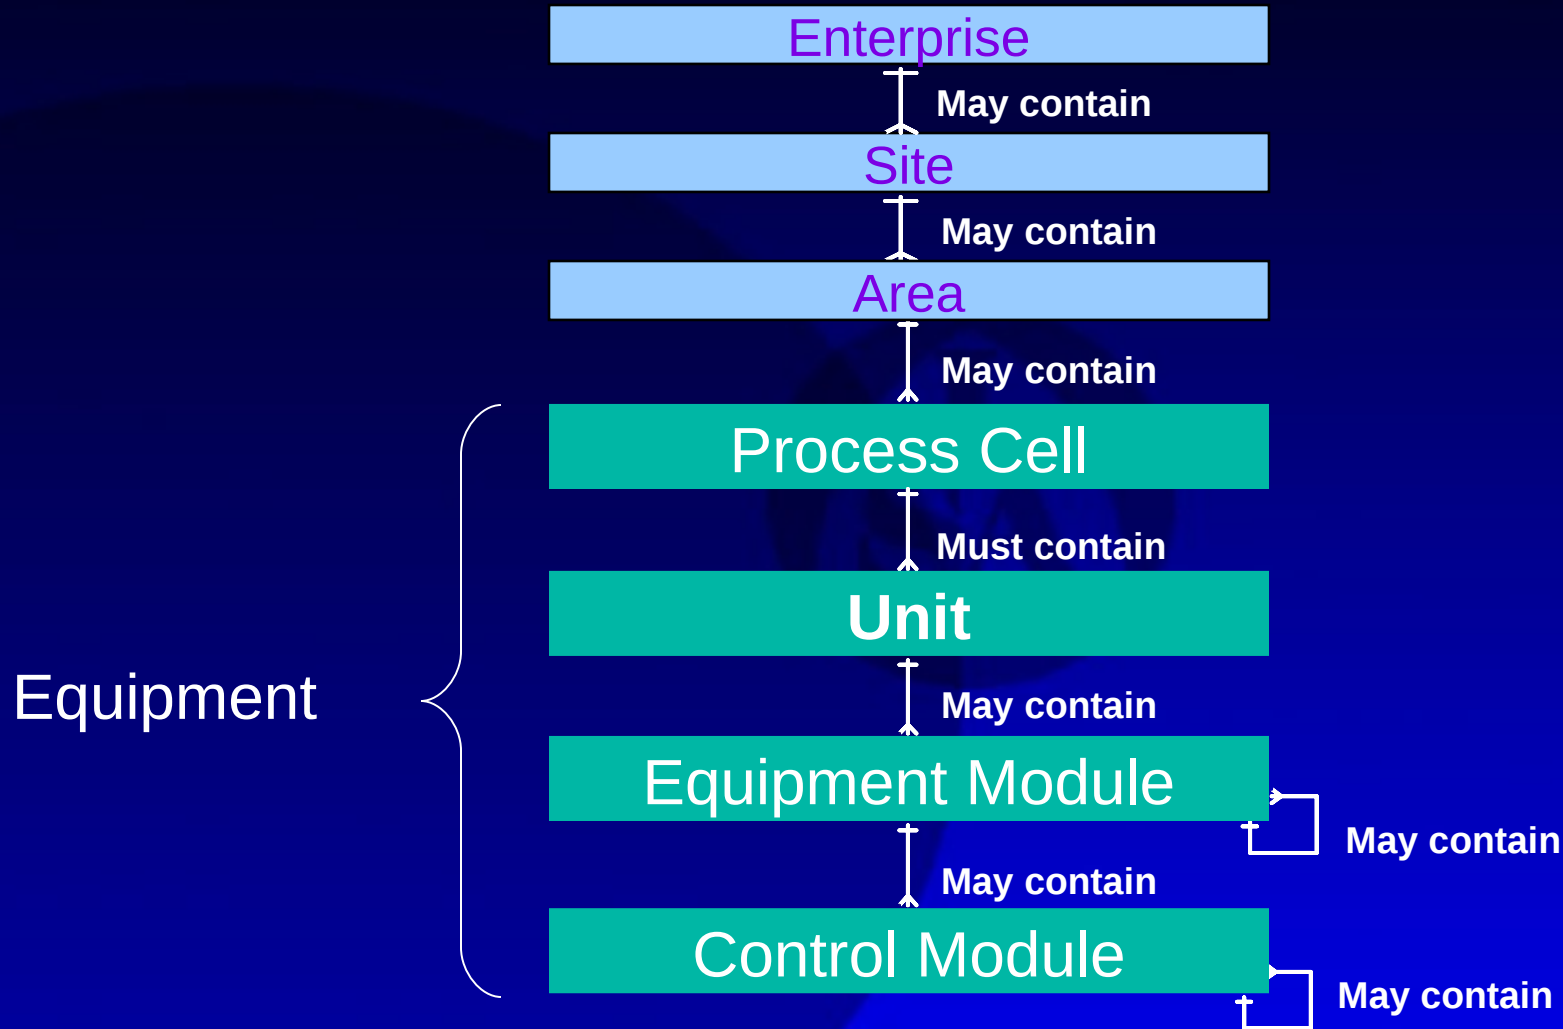 Enterprise
May contain
Site
May contain
Area
May contain
Process Cell
Must contain
Unit
Equipment
May contain
Equipment Module
May contain
May contain
Control Module
May contain